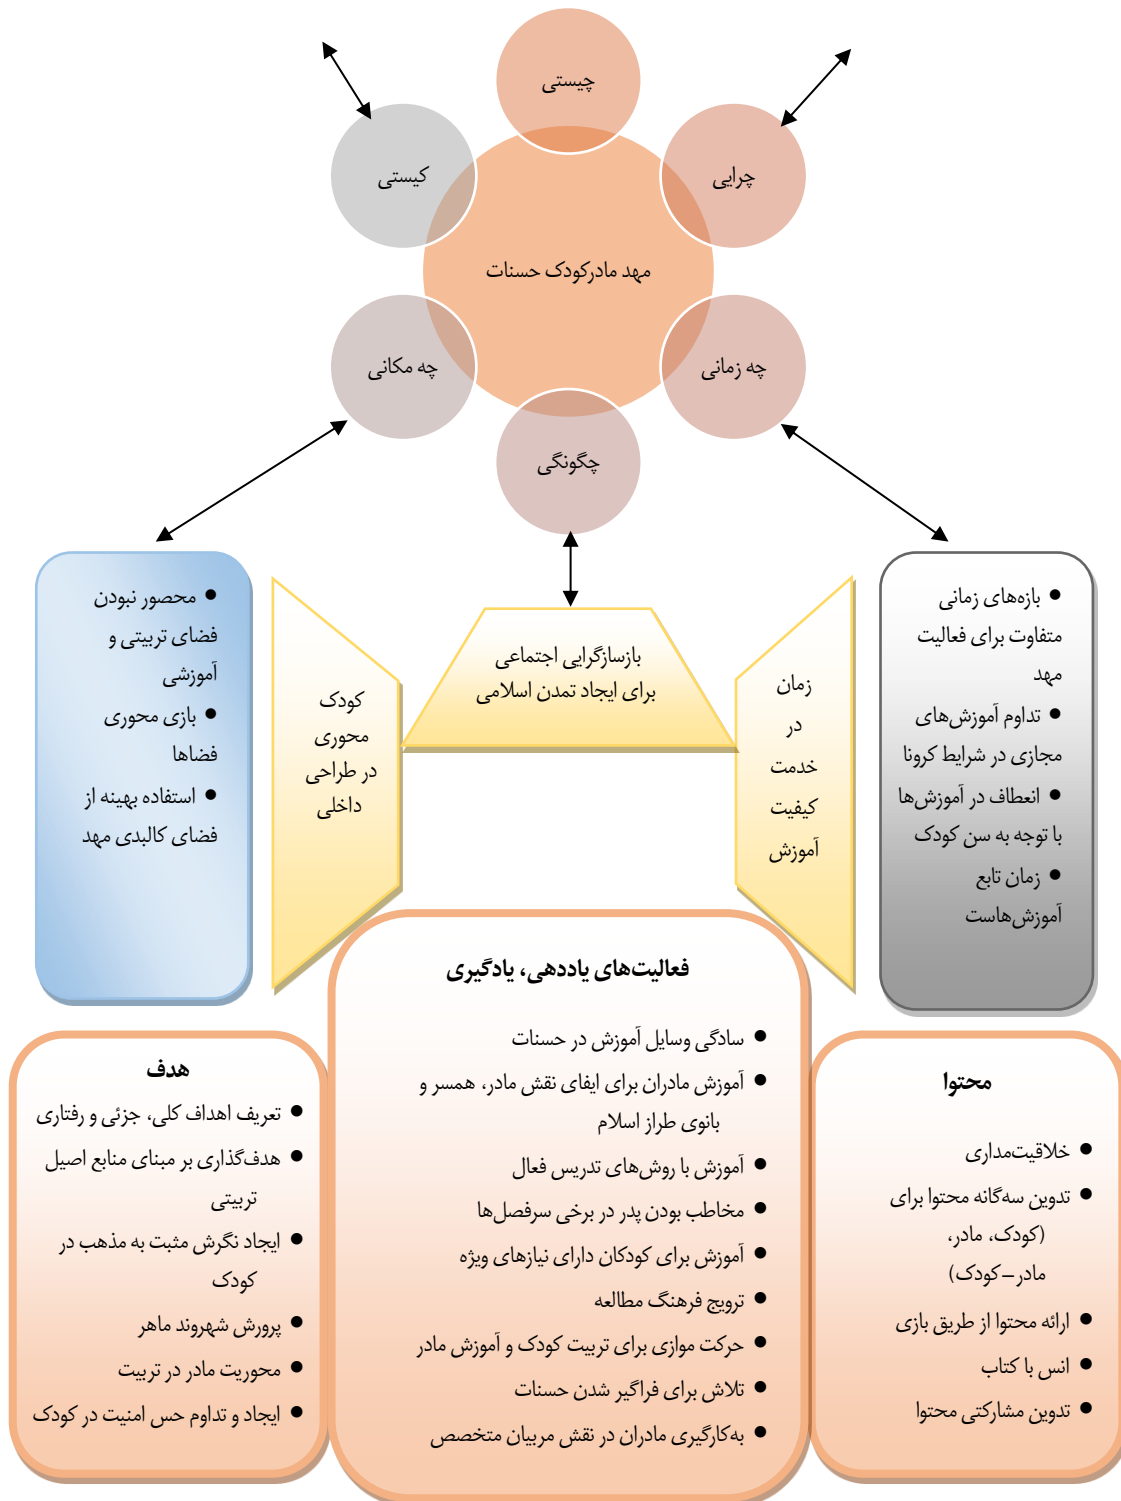 چیستی
چرایی
کیستی
مهد مادرکودک حسنات
چه زمانی
چه مکانی
چگونگی
● بازه‌های زمانی
متفاوت برای فعالیت
مهد
● تداوم آموزش‌های
مجازی در شرایط کرونا
● انعطاف در آموزش‌ها
با توجه به سن کودک
● زمان تابع
آموزش‌هاست
زمان
در
خدمت
کیفیت
آموزش
بازسازگرایی اجتماعی
برای ایجاد تمدن اسلامی
کودک
محوری
در طراحی
داخلی
● محصور نبودن
فضای تربیتی و
آموزشی
● بازی محوری
فضاها
● استفاده بهینه از
فضای کالبدی مهد
محتوا
● خلاقیت‌مداری
● تدوین سه‌گانه محتوا برای
(کودک، مادر،
مادر–کودک)
● ارائه محتوا از طریق بازی
● انس با کتاب
● تدوین مشارکتی محتوا
فعالیت‌های یاددهی، یادگیری
● سادگی وسایل آموزش در حسنات
● آموزش مادران برای ایفای نقش مادر، همسر و
بانوی طراز اسلام
● آموزش با روش‌های تدریس فعال
● مخاطب بودن پدر در برخی سرفصل‌ها
● آموزش برای کودکان دارای نیازهای ویژه
● ترویج فرهنگ مطالعه
● حرکت موازی برای تربیت کودک و آموزش مادر
● تلاش برای فراگیر شدن حسنات
● به‌کارگیری مادران در نقش مربیان متخصص
هدف
● تعریف اهداف کلی، جزئی و رفتاری
● هدف‌گذاری بر مبنای منابع اصیل
تربیتی
● ایجاد نگرش مثبت به مذهب در
کودک
● پرورش شهروند ماهر
● محوریت مادر در تربیت
● ایجاد و تداوم حس امنیت در کودک